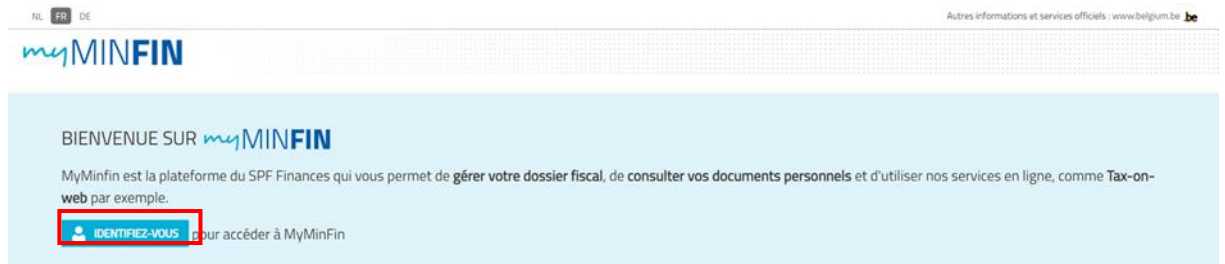 NL FR DE
Autres informations et services officiels : www.belgium.be .be
myMINFIN
BIENVENUE SUR myMINFIN
MyMinfin est la plateforme du SPF Finances qui vous permet de gérer votre dossier fiscal, de consulter vos documents personnels et d'utiliser nos services en ligne, comme Tax-on-
web par exemple.
IDENTIFIEZ-VOUS pour accéder à MyMinFin